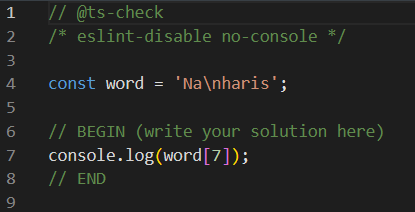 1 // @ts-check
2 /* eslint-disable no-console */
3
4 const word = 'Na\nharis';
5
6 // BEGIN (write your solution here)
7 console.log(word[7]);
8 // END
9